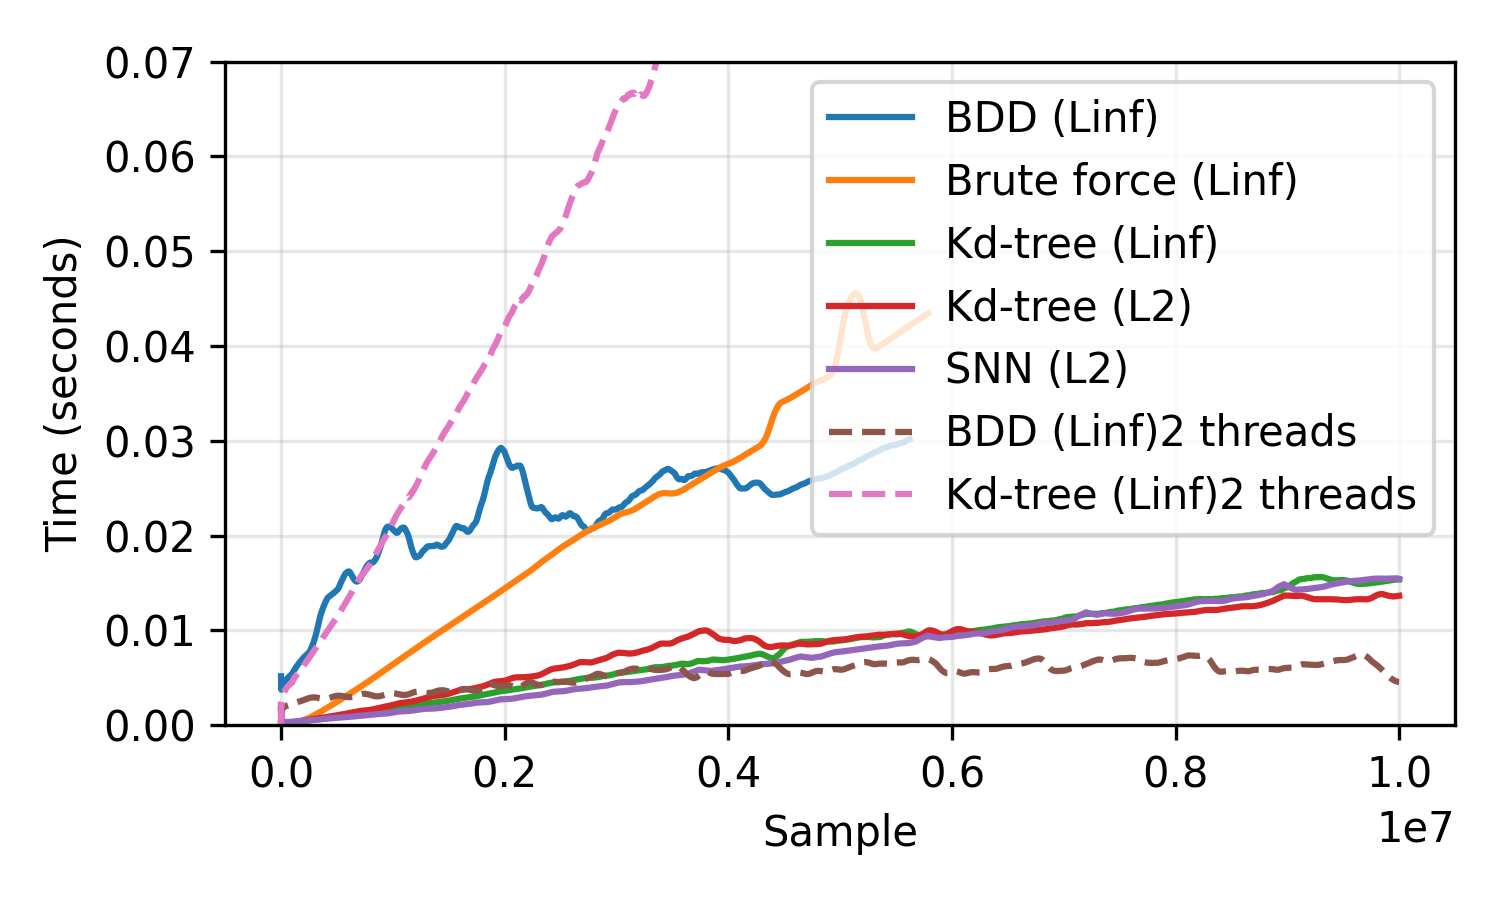 0.07
0.06
0.05
0.04
0.03
0.02
0.01
0.00
Time (seconds)
BDD (Linf)
Brute force (Linf)
Kd-tree (Linf)
Kd-tree (L2)
SNN (L2)
BDD (Linf)2 threads
Kd-tree (Linf)2 threads
0.0 0.2 0.4 0.6 0.8 1.0
1e7
Sample